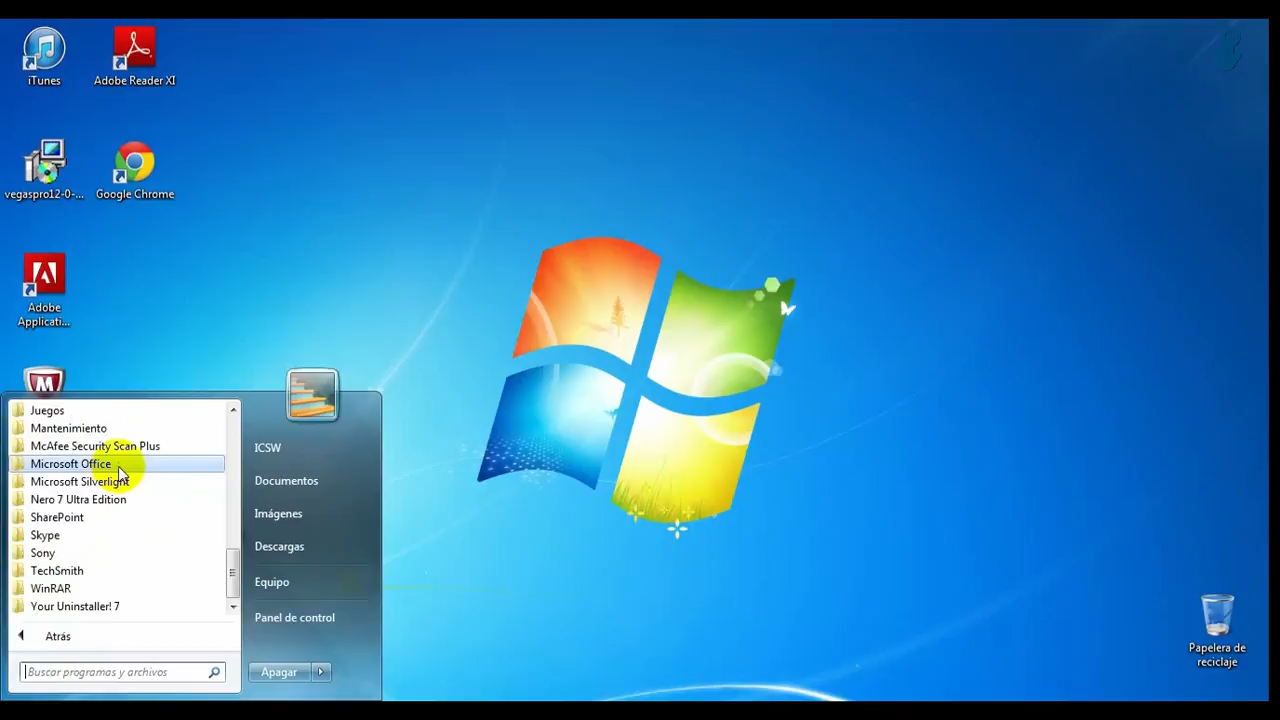 iTunes
Adobe Reader XI
vegaspro12-0-...
Google Chrome
Adobe
Applicati...
Juegos
Mantenimiento
McAfee Security Scan Plus
Microsoft Office
Microsoft Silverlight
Nero 7 Ultra Edition
SharePoint
Skype
Sony
TechSmith
WinRAR
Your Uninstaller! 7
Atrás
Buscar programas y archivos
ICSW
Documentos
Imágenes
Descargas
Equipo
Panel de control
Apagar
Papelera de
reciclaje